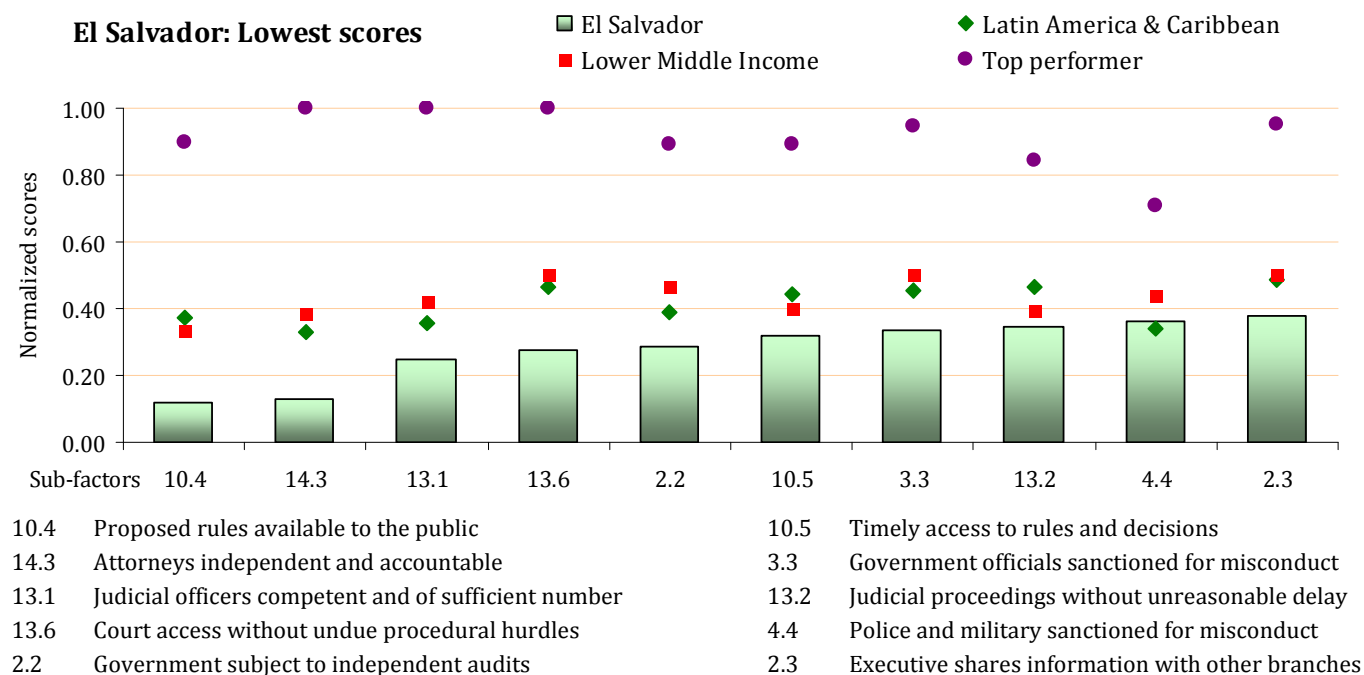 El Salvador: Lowest scores
El Salvador
Latin America & Caribbean
Lower Middle Income
Top performer
Normalized scores
1.00
0.80
0.60
0.40
0.20
0.00
Sub-factors 10.4 14.3 13.1 13.6 2.2 10.5 3.3 13.2 4.4 2.3
10.4 Proposed rules available to the public
14.3 Attorneys independent and accountable
13.1 Judicial officers competent and of sufficient number
13.6 Court access without undue procedural hurdles
2.2 Government subject to independent audits
10.5 Timely access to rules and decisions
3.3 Government officials sanctioned for misconduct
13.2 Judicial proceedings without unreasonable delay
4.4 Police and military sanctioned for misconduct
2.3 Executive shares information with other branches